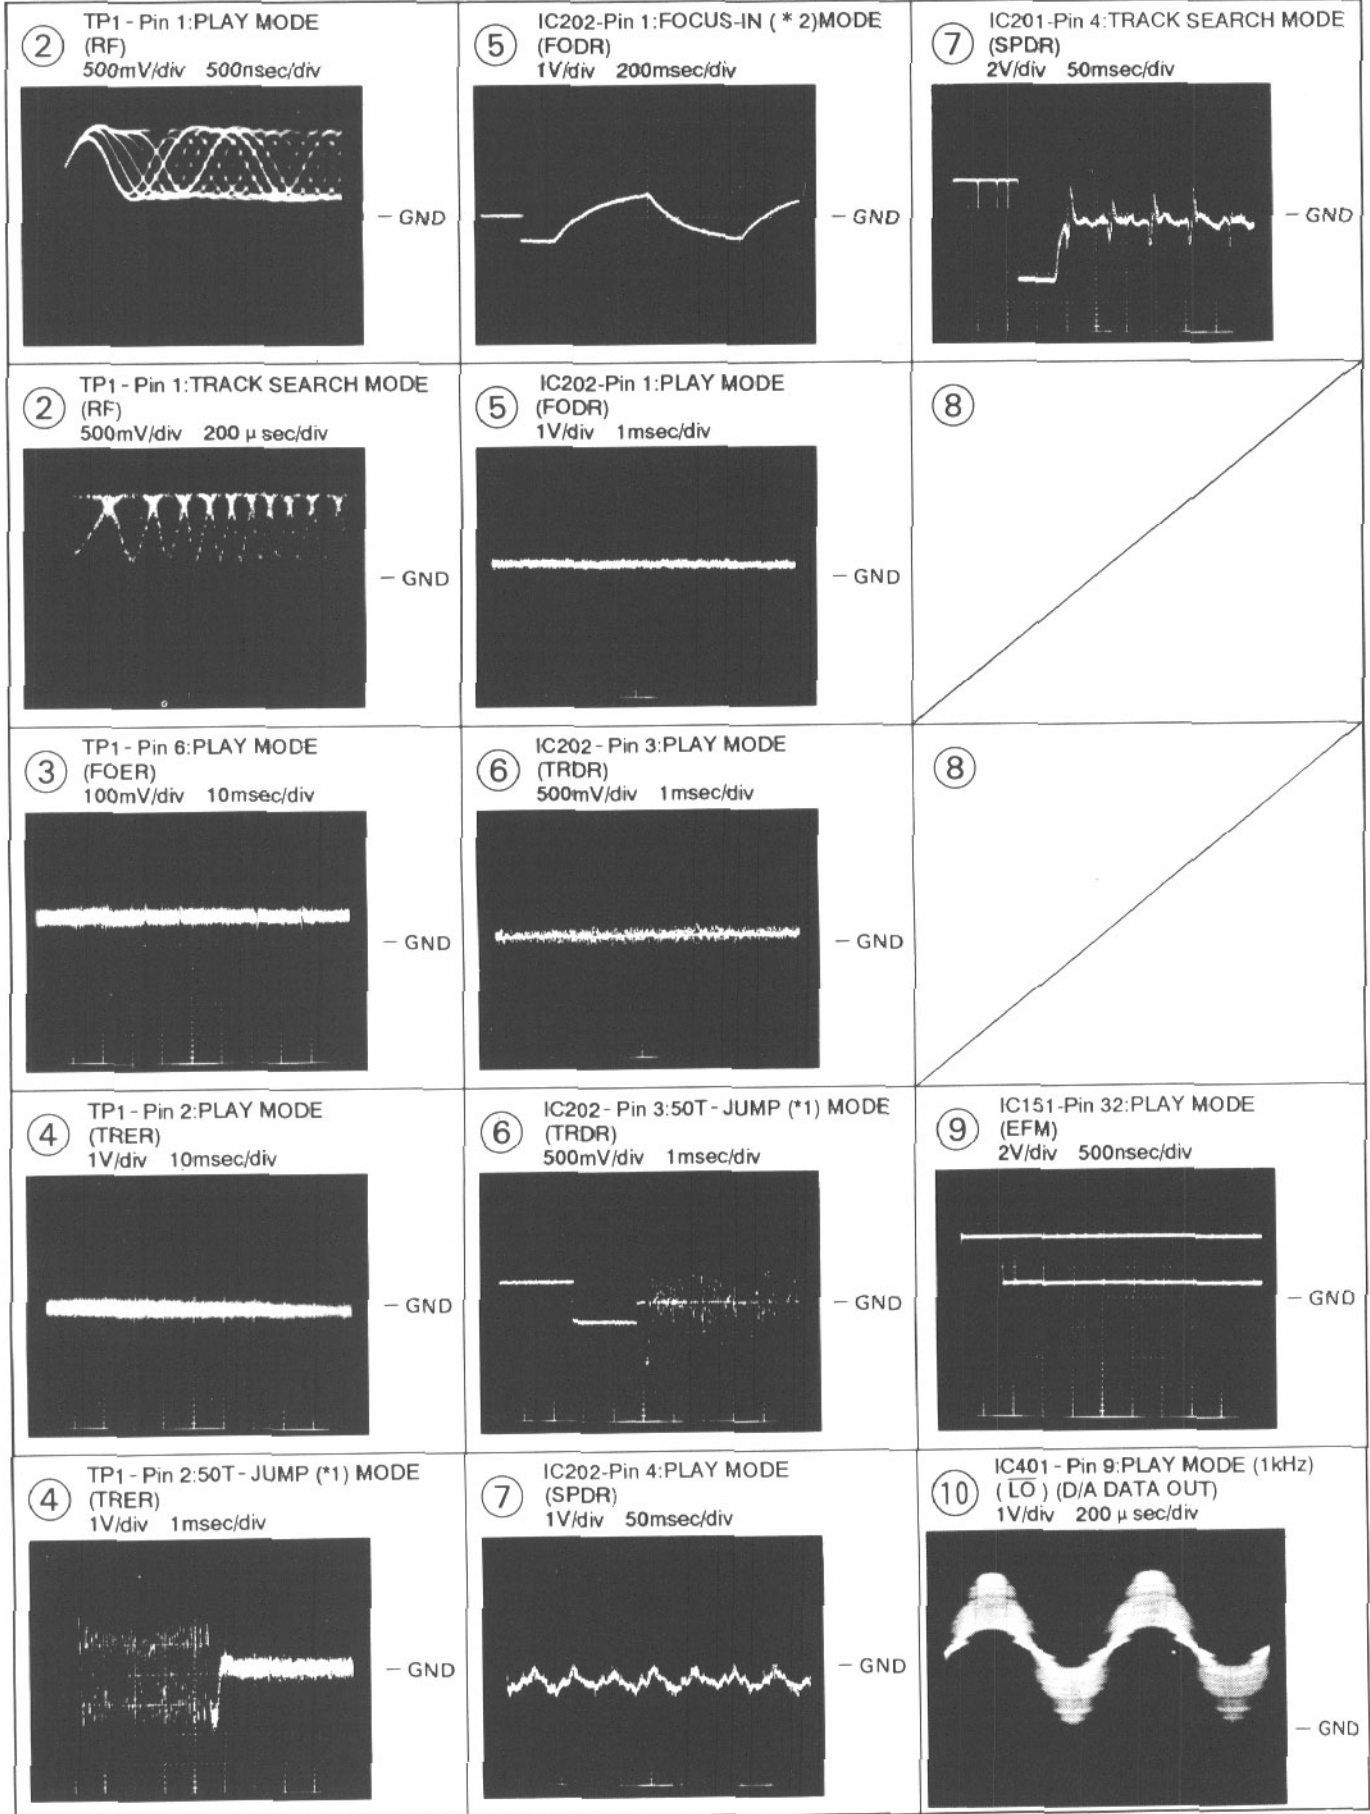 ② TP1 - Pin 1:PLAY MODE
(RF)
500mV/div 500nsec/div
— GND
② TP1 - Pin 1:TRACK SEARCH MODE
(RF)
500mV/div 200 μ sec/div
— GND
③ TP1 - Pin 6:PLAY MODE
(FOER)
100mV/div 10msec/div
— GND
④ TP1 - Pin 2:PLAY MODE
(TRER)
1V/div 10msec/div
— GND
④ TP1 - Pin 2:50T - JUMP (*1) MODE
(TRER)
1V/div 1msec/div
— GND
⑤ IC202-Pin 1:FOCUS-IN ( * 2)MODE
(FODR)
1V/div 200msec/div
— GND
⑤ IC202-Pin 1:PLAY MODE
(FODR)
1V/div 1msec/div
— GND
⑥ IC202 - Pin 3:PLAY MODE
(TRDR)
500mV/div 1msec/div
— GND
⑥ IC202 - Pin 3:50T - JUMP (*1) MODE
(TRDR)
500mV/div 1msec/div
— GND
⑦ IC202-Pin 4:PLAY MODE
(SPDR)
1V/div 50msec/div
— GND
⑦ IC201-Pin 4:TRACK SEARCH MODE
(SPDR)
2V/div 50msec/div
— GND
⑧
⑧
⑨ IC151-Pin 32:PLAY MODE
(EFM)
2V/div 500nsec/div
— GND
⑩ IC401 - Pin 9:PLAY MODE (1kHz)
( L̅O̅ ) (D/A DATA OUT)
1V/div 200 μ sec/div
— GND